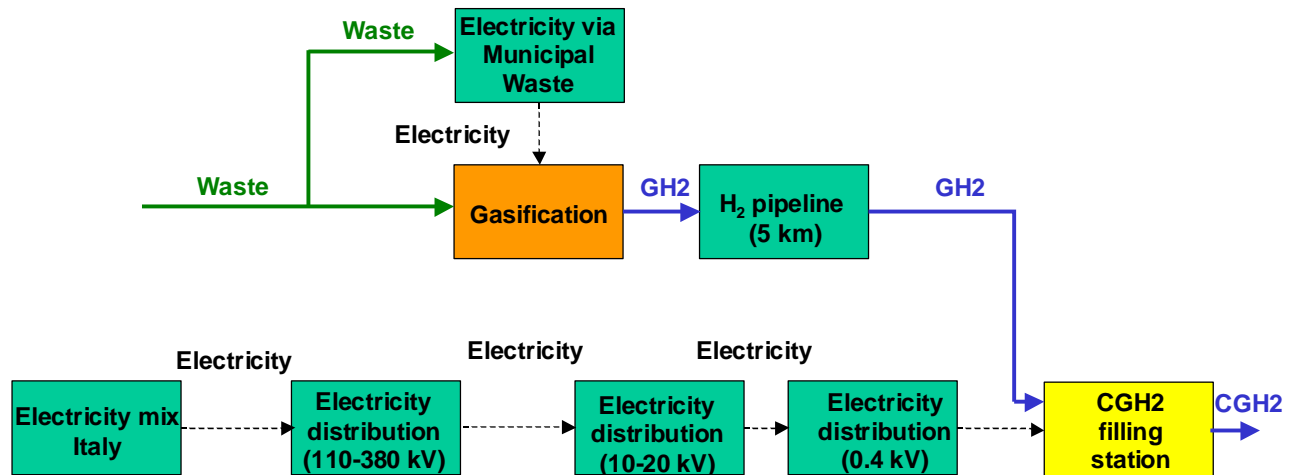 Waste
Electricity via
Municipal
Waste
Electricity
Waste
Gasification
GH2
H₂ pipeline
(5 km)
GH2
Electricity
Electricity
Electricity
Electricity mix
Italy
Electricity
distribution
(110-380 kV)
Electricity
distribution
(10-20 kV)
Electricity
distribution
(0.4 kV)
CGH2
filling
station
CGH2